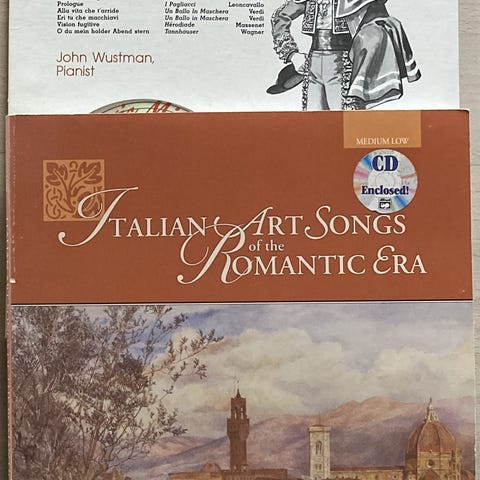 Prologue I Pagliacci Leoncavallo
Alla vita che t'arride Un Ballo In Maschera Verdi
Eri tu che macchiavi Un Ballo in Maschera Verdi
Vision fugitive Hérodiade Massenet
O du mein holder Abend stern Tannhauser Wagner
John Wustman,
Pianist
MEDIUM LOW
CD
Enclosed!
ITALIAN ART SONGS
of the
ROMANTIC ERA